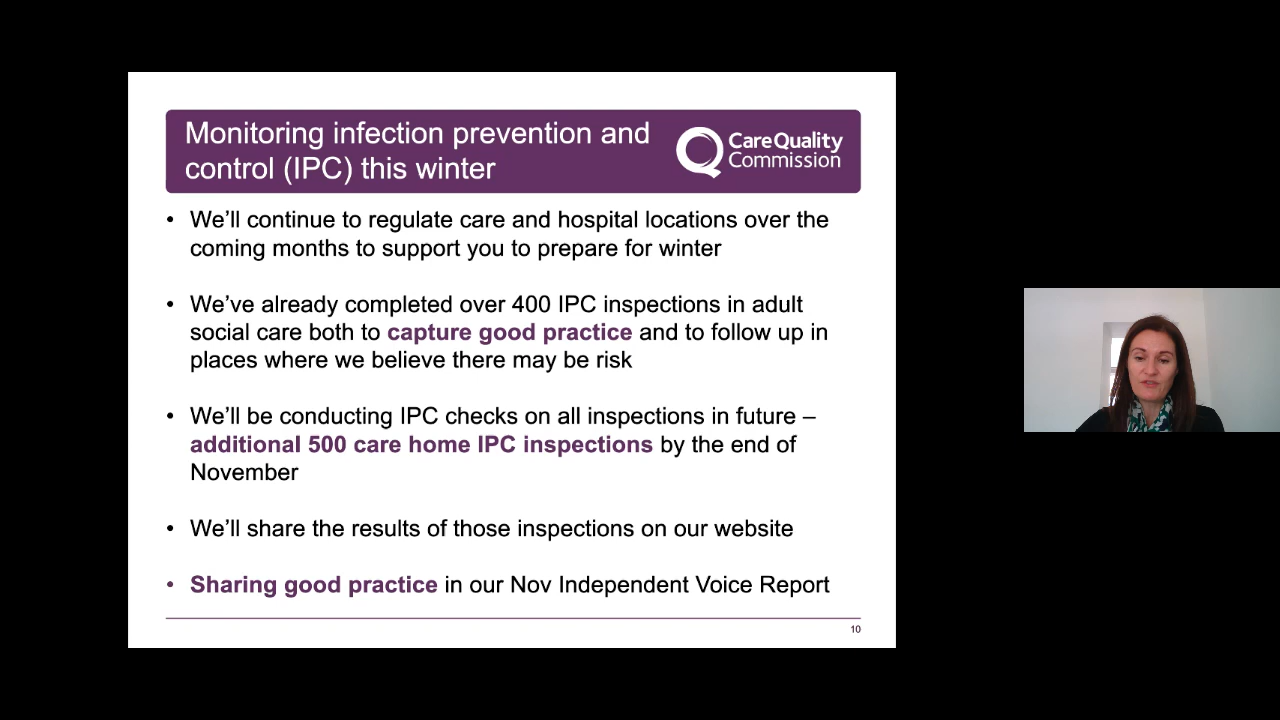 Monitoring infection prevention and
control (IPC) this winter
CareQuality
Commission
• We'll continue to regulate care and hospital locations over the
coming months to support you to prepare for winter
• We've already completed over 400 IPC inspections in adult
social care both to capture good practice and to follow up in
places where we believe there may be risk
• We'll be conducting IPC checks on all inspections in future –
additional 500 care home IPC inspections by the end of
November
• We'll share the results of those inspections on our website
• Sharing good practice in our Nov Independent Voice Report
10